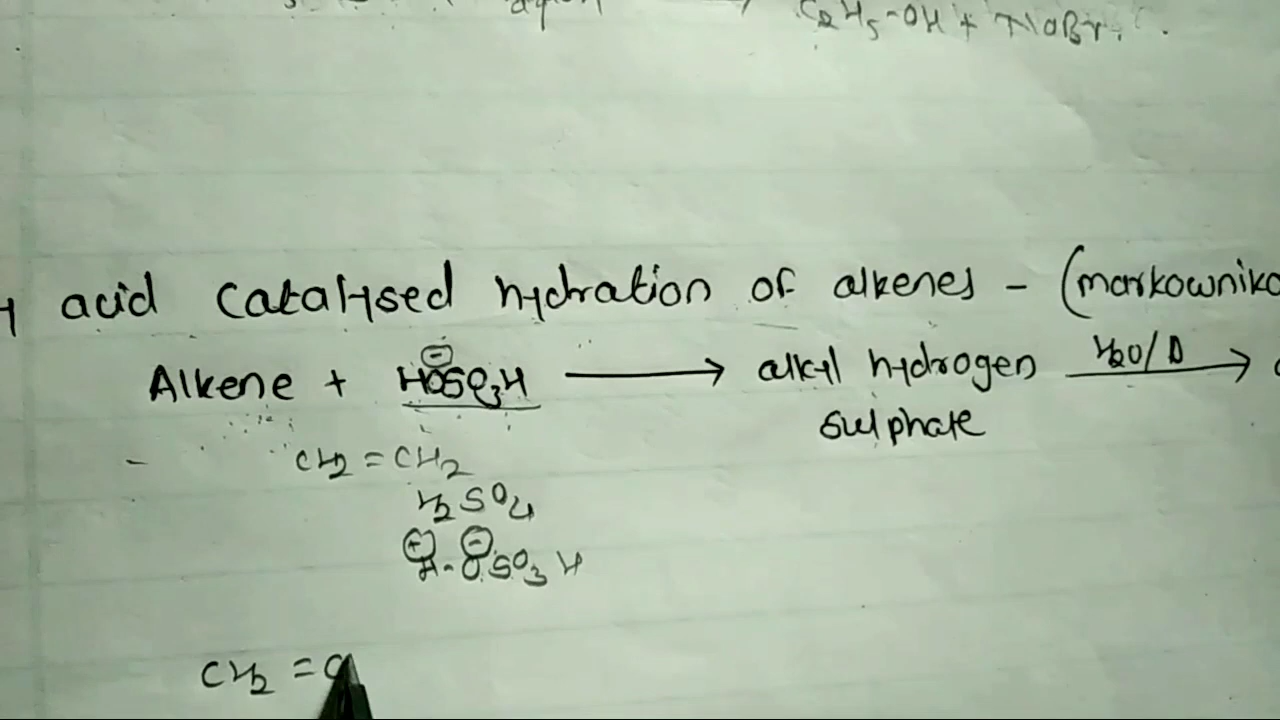 C₂H₅-OH + NaBr.
acid catalysed hydration of alkenes - (markowniko
Alkene + HOSO₃H ⟶ alkyl hydrogen sulphate H₂O/Δ ⟶
⊖
CH₂ = CH₂
H₂SO₄
⊕ ⊖
H-OSO₃H
CH₂ = C